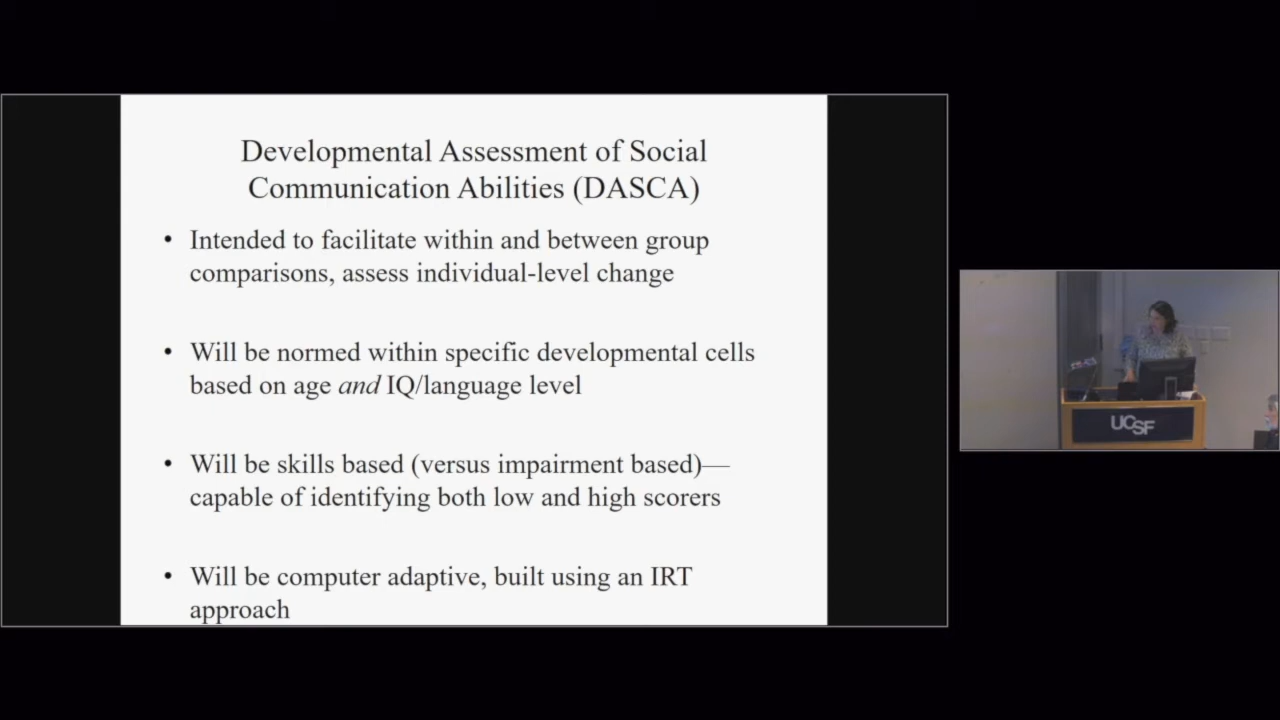 Developmental Assessment of Social
Communication Abilities (DASCA)
• Intended to facilitate within and between group
comparisons, assess individual-level change
• Will be normed within specific developmental cells
based on age and IQ/language level
• Will be skills based (versus impairment based)—
capable of identifying both low and high scorers
• Will be computer adaptive, built using an IRT
approach
UCSF